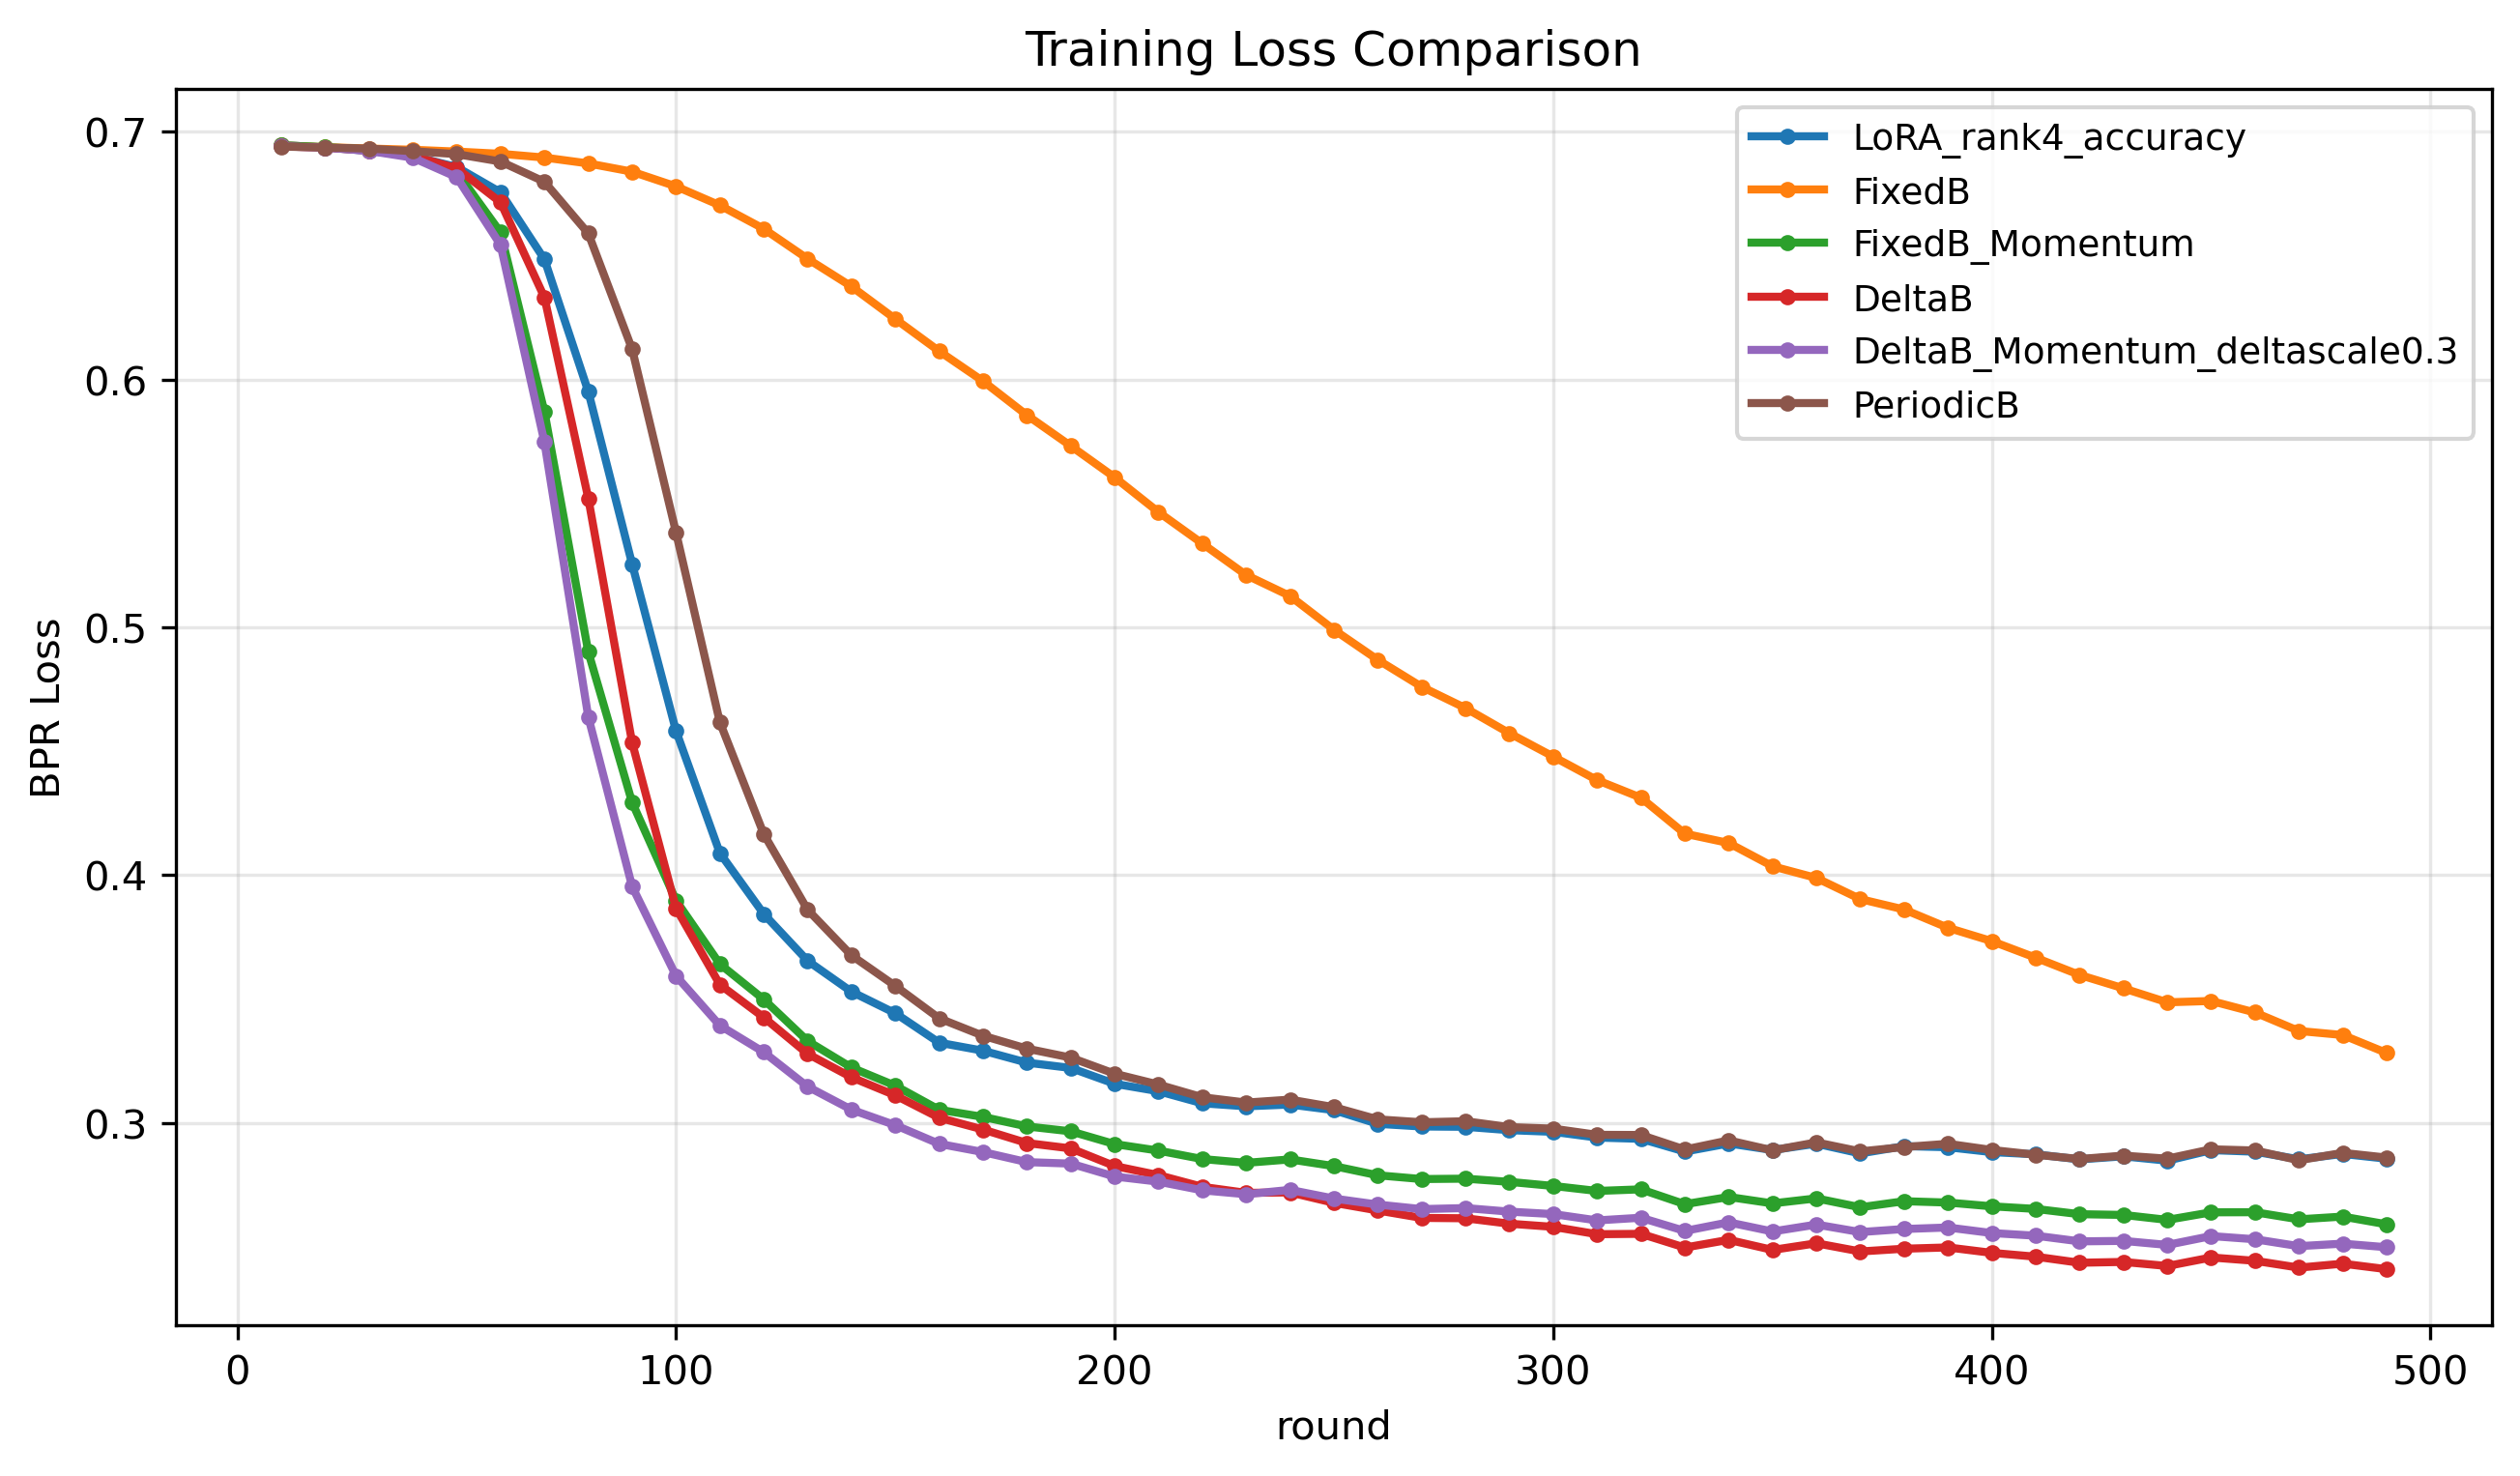 Training Loss Comparison
LoRA_rank4_accuracy
FixedB
FixedB_Momentum
DeltaB
DeltaB_Momentum_deltascale0.3
PeriodicB
BPR Loss
0.7
0.6
0.5
0.4
0.3
0
100
200
300
400
500
round